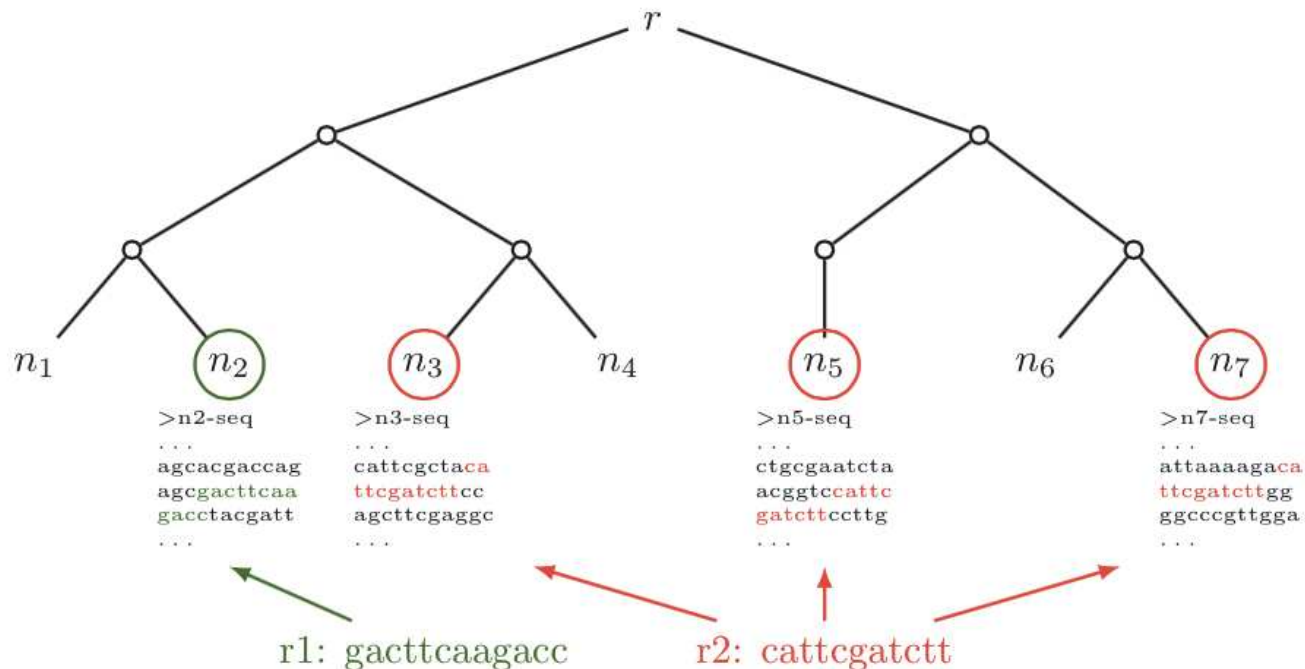 r
n1 n2 n3 n4 n5 n6 n7
>n2-seq
...
agcacgaccag
agcgacttcaa
gacctacgatt
...
>n3-seq
...
cattcgctaca
ttcgatcttcc
agcttcgaggc
...
>n5-seq
...
ctgcgaatcta
acggtccattc
gatcttccttg
...
>n7-seq
...
attaaaagaca
ttcgatcttgg
ggcccgttgga
...
r1: gacttcaagacc
r2: cattcgatctt